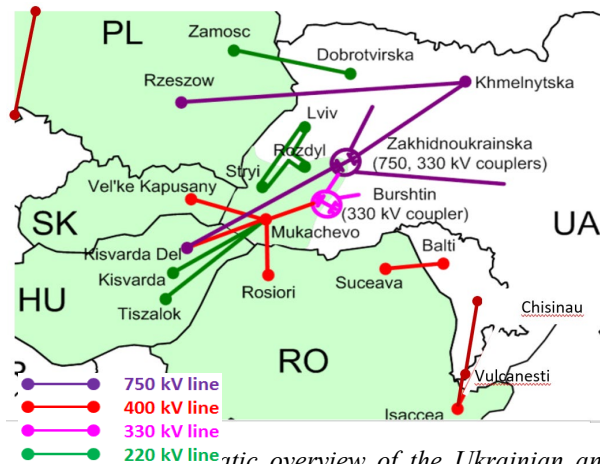 PL
Zamosc
Dobrotvirska
Rzeszow
Khmelnytska
Lviv
Rozdyl
Zakhidnoukrainska
(750, 330 kV couplers)
Stryi
Vel'ke Kapusany
Burshtin
(330 kV coupler)
SK
UA
Mukachevo
Kisvarda Del
Balti
Kisvarda
Rosiori
Suceava
HU
Tiszalok
Chisinau
RO
Vulcanesti
750 kV line
400 kV line
Isaccea
330 kV line
220 kV line
atic overview of the Ukrainian an